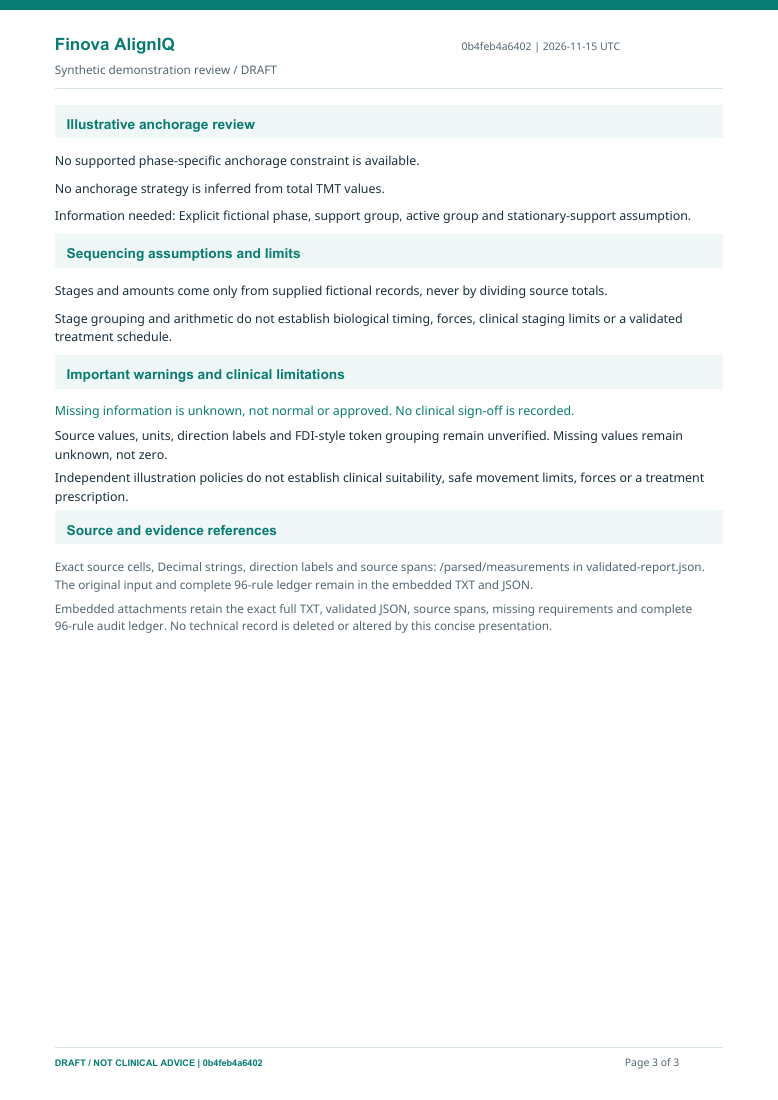 Finova AlignIQ
0b4feb4a6402 | 2026-11-15 UTC
Synthetic demonstration review / DRAFT
Illustrative anchorage review
No supported phase-specific anchorage constraint is available.
No anchorage strategy is inferred from total TMT values.
Information needed: Explicit fictional phase, support group, active group and stationary-support assumption.
Sequencing assumptions and limits
Stages and amounts come only from supplied fictional records, never by dividing source totals.
Stage grouping and arithmetic do not establish biological timing, forces, clinical staging limits or a validated
treatment schedule.
Important warnings and clinical limitations
Missing information is unknown, not normal or approved. No clinical sign-off is recorded.
Source values, units, direction labels and FDI-style token grouping remain unverified. Missing values remain
unknown, not zero.
Independent illustration policies do not establish clinical suitability, safe movement limits, forces or a treatment
prescription.
Source and evidence references
Exact source cells, Decimal strings, direction labels and source spans: /parsed/measurements in validated-report.json.
The original input and complete 96-rule ledger remain in the embedded TXT and JSON.
Embedded attachments retain the exact full TXT, validated JSON, source spans, missing requirements and complete
96-rule audit ledger. No technical record is deleted or altered by this concise presentation.
DRAFT / NOT CLINICAL ADVICE | 0b4feb4a6402
Page 3 of 3